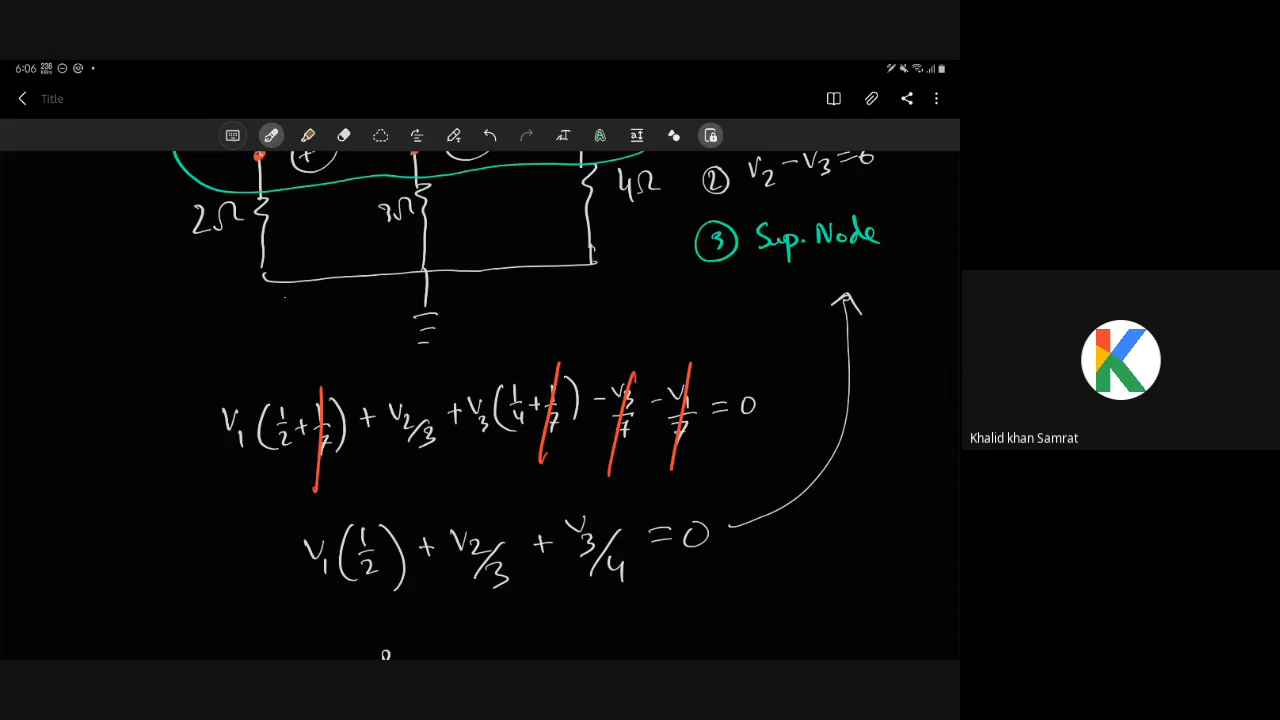 6:06 238 KB/s
Title
+
4Ω
② V2 − V3 = 6
2Ω
3Ω
③ Sup. Node
V1 (1/2 + 1/7) + V2/3 + V3 (1/4 + 1/7) − V3/7 − V1/7 = 0
Khalid khan Samrat
V1 (1/2) + V2/3 + V3/4 = 0